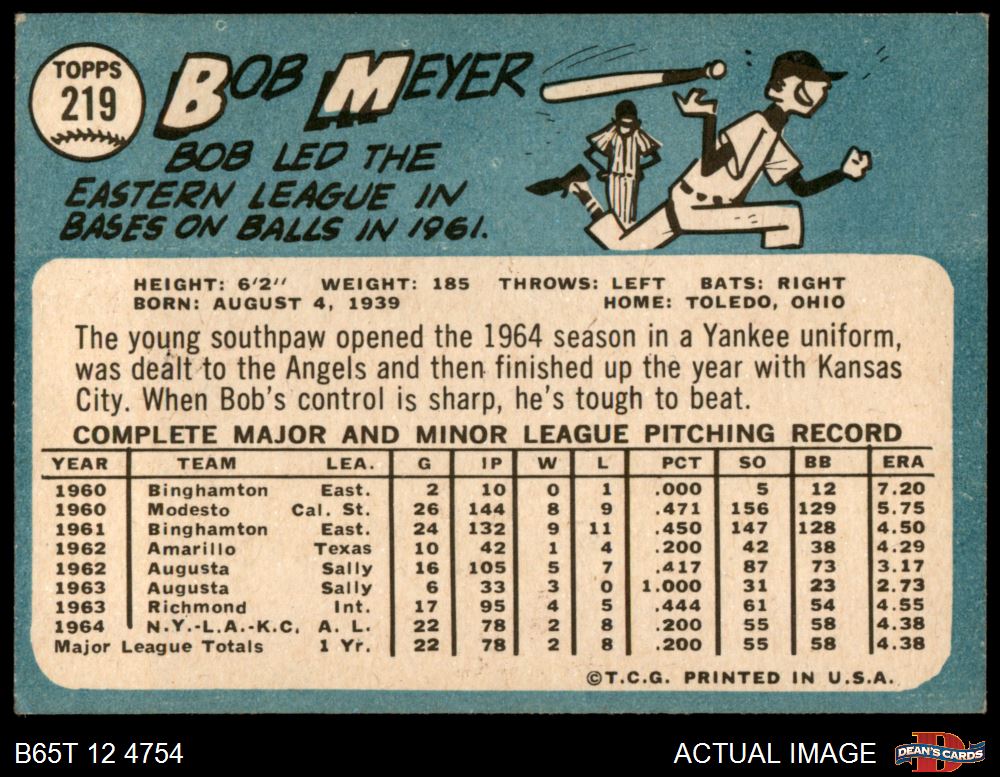 TOPPS
219
BOB MEYER
BOB LED THE
EASTERN LEAGUE IN
BASES ON BALLS IN 1961.
HEIGHT: 6'2" WEIGHT: 185 THROWS: LEFT BATS: RIGHT
BORN: AUGUST 4, 1939 HOME: TOLEDO, OHIO
The young southpaw opened the 1964 season in a Yankee uniform,
was dealt to the Angels and then finished up the year with Kansas
City. When Bob's control is sharp, he's tough to beat.
COMPLETE MAJOR AND MINOR LEAGUE PITCHING RECORD
YEAR TEAM LEA. G IP W L PCT SO BB ERA
1960 Binghamton East. 2 10 0 1 .000 5 12 7.20
1960 Modesto Cal. St. 26 144 8 9 .471 156 129 5.75
1961 Binghamton East. 24 132 9 11 .450 147 128 4.50
1962 Amarillo Texas 10 42 1 4 .200 42 38 4.29
1962 Augusta Sally 16 105 5 7 .417 87 73 3.17
1963 Augusta Sally 6 33 3 0 1.000 31 23 2.73
1963 Richmond Int. 17 95 4 5 .444 61 54 4.55
1964 N.Y.-L.A.-K.C. A. L. 22 78 2 8 .200 55 58 4.38
Major League Totals 1 Yr. 22 78 2 8 .200 55 58 4.38
©T.C.G. PRINTED IN U.S.A.
B65T 12 4754 ACTUAL IMAGE
DEAN'S CARDS